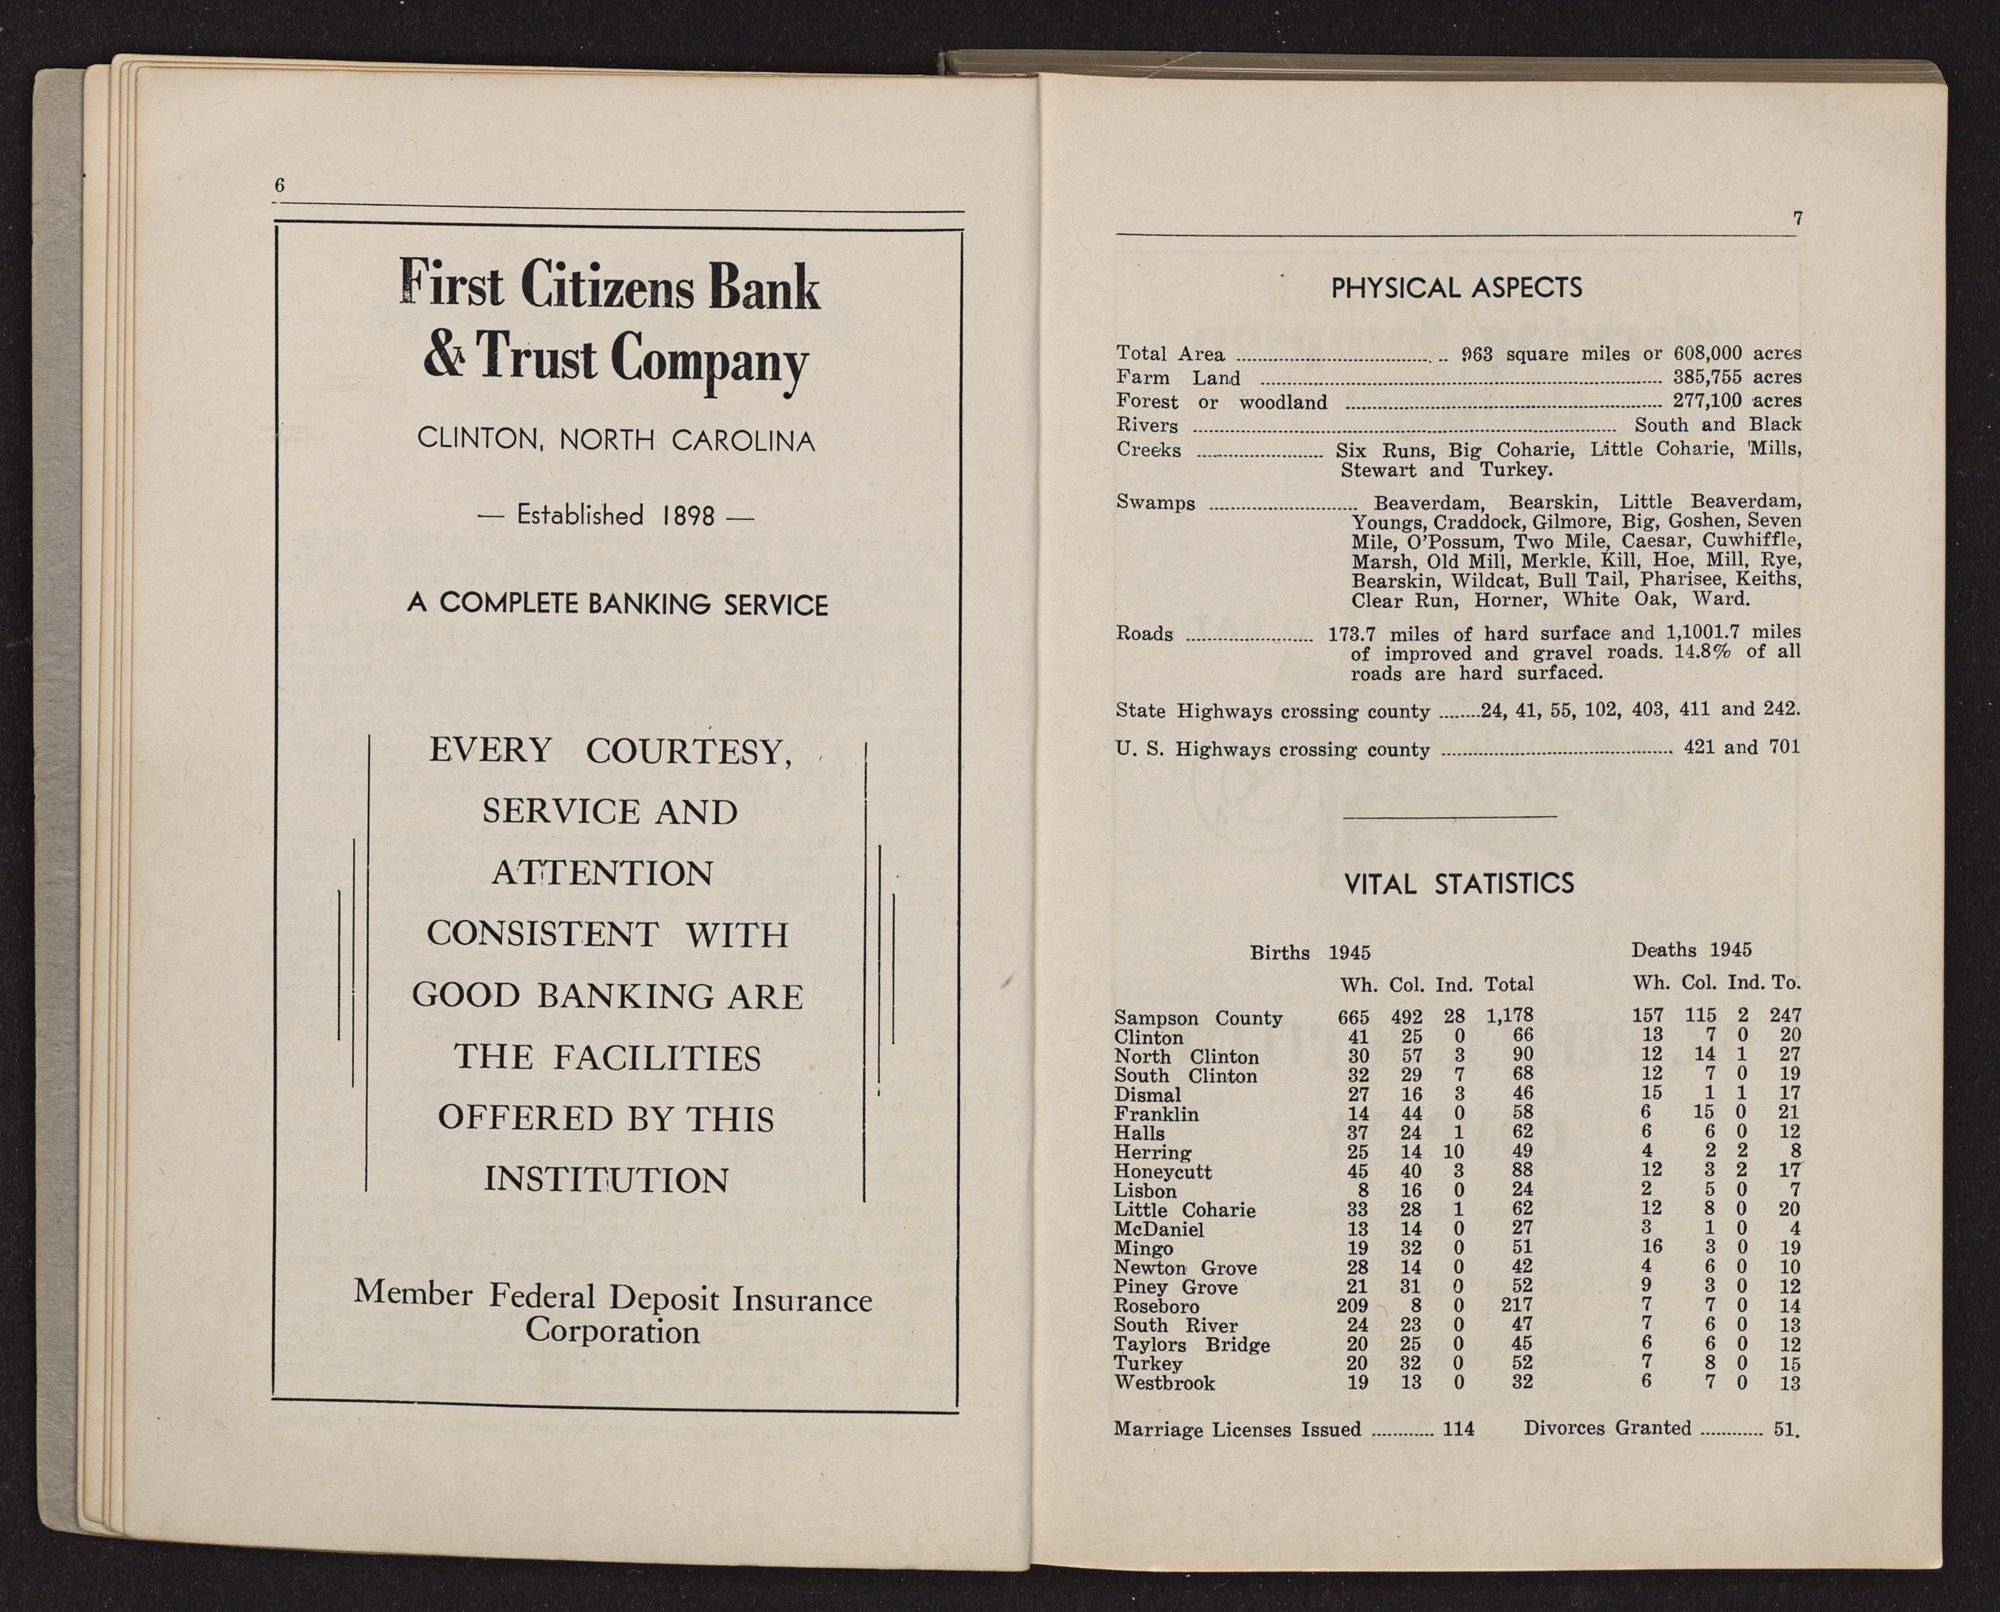 6
First Citizens Bank
& Trust Company
CLINTON, NORTH CAROLINA
— Established 1898 —
A COMPLETE BANKING SERVICE
EVERY COURTESY,
SERVICE AND
ATTENTION
CONSISTENT WITH
GOOD BANKING ARE
THE FACILITIES
OFFERED BY THIS
INSTITUTION
Member Federal Deposit Insurance
Corporation
7
PHYSICAL ASPECTS
Total Area ........ 963 square miles or 608,000 acres
Farm Land ........ 385,755 acres
Forest or woodland ........ 277,100 acres
Rivers ........ South and Black
Creeks ........ Six Runs, Big Coharie, Little Coharie, Mills,
Stewart and Turkey.
Swamps ........ Beaverdam, Bearskin, Little Beaverdam,
Youngs, Craddock, Gilmore, Big, Goshen, Seven
Mile, O'Possum, Two Mile, Caesar, Cuwhiffle,
Marsh, Old Mill, Merkle, Kill, Hoe, Mill, Rye,
Bearskin, Wildcat, Bull Tail, Pharisee, Keiths,
Clear Run, Horner, White Oak, Ward.
Roads ........ 173.7 miles of hard surface and 1,1001.7 miles
of improved and gravel roads. 14.8% of all
roads are hard surfaced.
State Highways crossing county ........24, 41, 55, 102, 403, 411 and 242.
U. S. Highways crossing county ........ 421 and 701
VITAL STATISTICS
Births 1945 Deaths 1945
Wh. Col. Ind. Total Wh. Col. Ind. To.
Sampson County 665 492 28 1,178 157 115 2 247
Clinton 41 25 0 66 13 7 0 20
North Clinton 30 57 3 90 12 14 1 27
South Clinton 32 29 7 68 12 7 0 19
Dismal 27 16 3 46 15 1 1 17
Franklin 14 44 0 58 6 15 0 21
Halls 37 24 1 62 6 6 0 12
Herring 25 14 10 49 4 2 2 8
Honeycutt 45 40 3 88 12 3 2 17
Lisbon 8 16 0 24 2 5 0 7
Little Coharie 33 28 1 62 12 8 0 20
McDaniel 13 14 0 27 3 1 0 4
Mingo 19 32 0 51 16 3 0 19
Newton Grove 28 14 0 42 4 6 0 10
Piney Grove 21 31 0 52 9 3 0 12
Roseboro 209 8 0 217 7 7 0 14
South River 24 23 0 47 7 6 0 13
Taylors Bridge 20 25 0 45 6 6 0 12
Turkey 20 32 0 52 7 8 0 15
Westbrook 19 13 0 32 6 7 0 13
Marriage Licenses Issued ........ 114 Divorces Granted ........ 51.